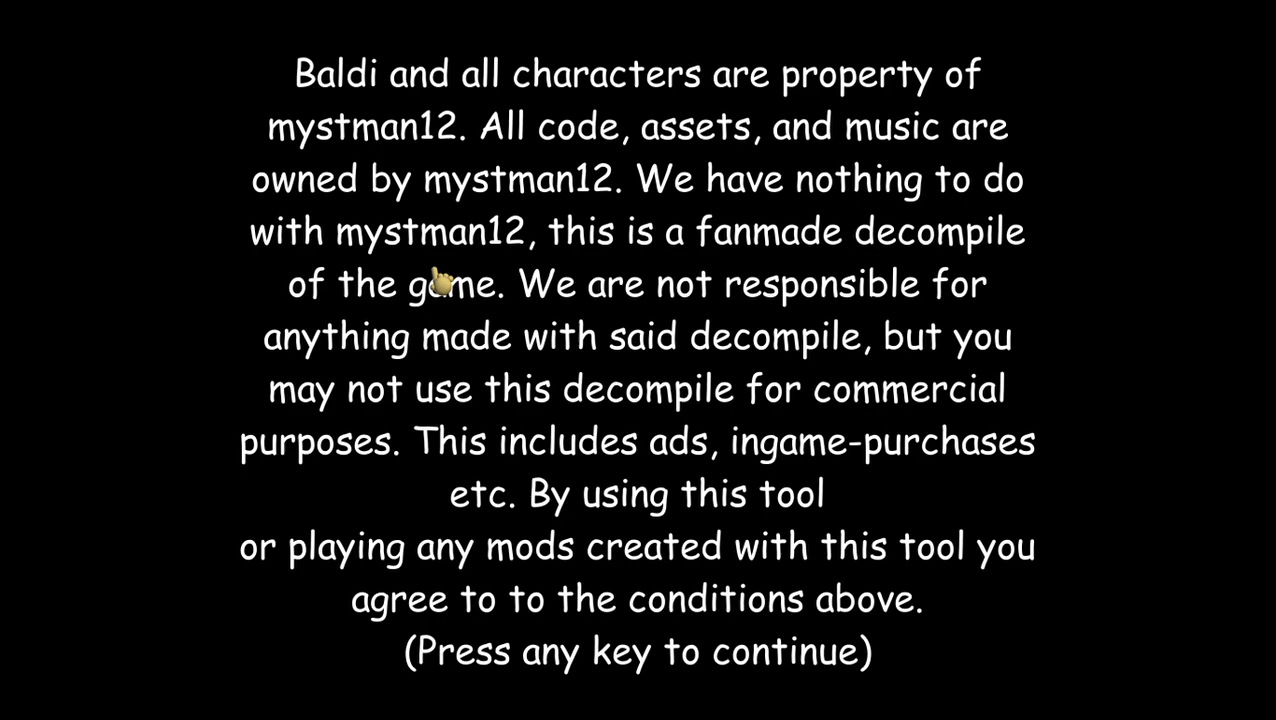 Baldi and all characters are property of
mystman12. All code, assets, and music are
owned by mystman12. We have nothing to do
with mystman12, this is a fanmade decompile
of the game. We are not responsible for
anything made with said decompile, but you
may not use this decompile for commercial
purposes. This includes ads, ingame-purchases
etc. By using this tool
or playing any mods created with this tool you
agree to to the conditions above.
(Press any key to continue)